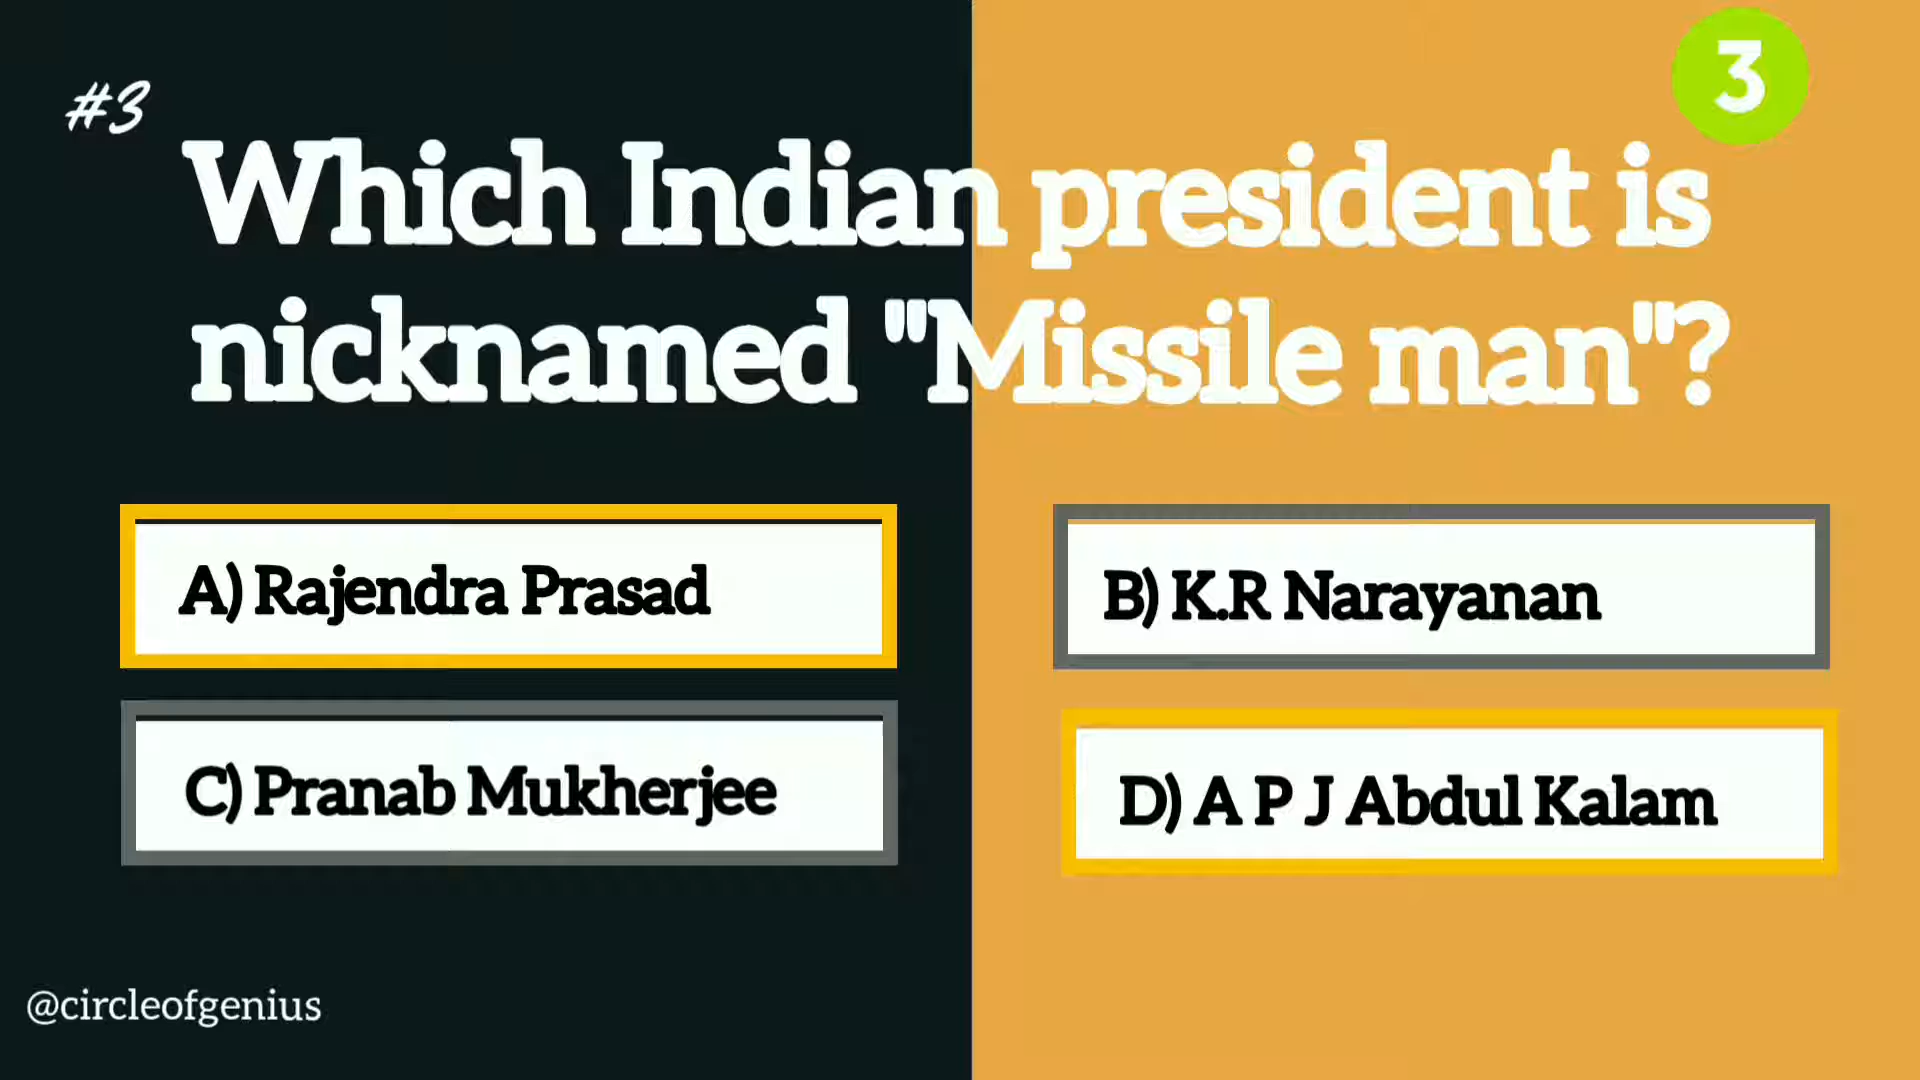 #3
3
Which Indian president is
nicknamed "Missile man"?
A) Rajendra Prasad
B) K.R Narayanan
C) Pranab Mukherjee
D) A P J Abdul Kalam
@circleofgenius